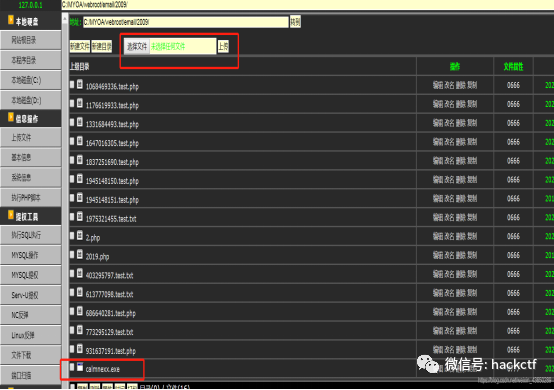 127.0.0.1
本地硬盘
网站根目录
本程序目录
本地磁盘(C:)
本地磁盘(D:)
信息操作
上传文件
基本信息
系统信息
执行PHP脚本
提权工具
执行SQL执行
MYSQL操作
MYSQL提权
Serv-U提权
NC反弹
Linux反弹
文件下载
端口扫描
地址: C:MYOA/webroot/email/2009/ 转到
新建文件 新建目录 选择文件 未选择任何文件 上传
上级目录 操作 文件属性
1068469336.test.php 编辑 改名 删除 复制 0666 202
1176619933.test.php 编辑 改名 删除 复制 0666 202
1331684493.test.php 编辑 改名 删除 复制 0666 202
1647016305.test.php 编辑 改名 删除 复制 0666 202
1837251690.test.php 编辑 改名 删除 复制 0666 202
1945148150.test.php 编辑 改名 删除 复制 0666 202
1945148151.test.php 编辑 改名 删除 复制 0666 201
1975321455.test.txt 编辑 改名 删除 复制 0666 202
2.php 编辑 改名 删除 复制 0666 202
2019.php 编辑 改名 删除 复制 0666 201
403295797.test.txt 编辑 改名 删除 复制 0666 202
613777098.test.txt 编辑 改名 删除 复制 0666 202
686640281.test.php 编辑 改名 删除 复制 0666 202
773295129.test.txt 编辑 改名 删除 复制 0666 202
931637191.test.php 编辑 改名 删除 复制 0666
calmnexx.exe
微信号: hackctf
目录(0) / 文件(16)